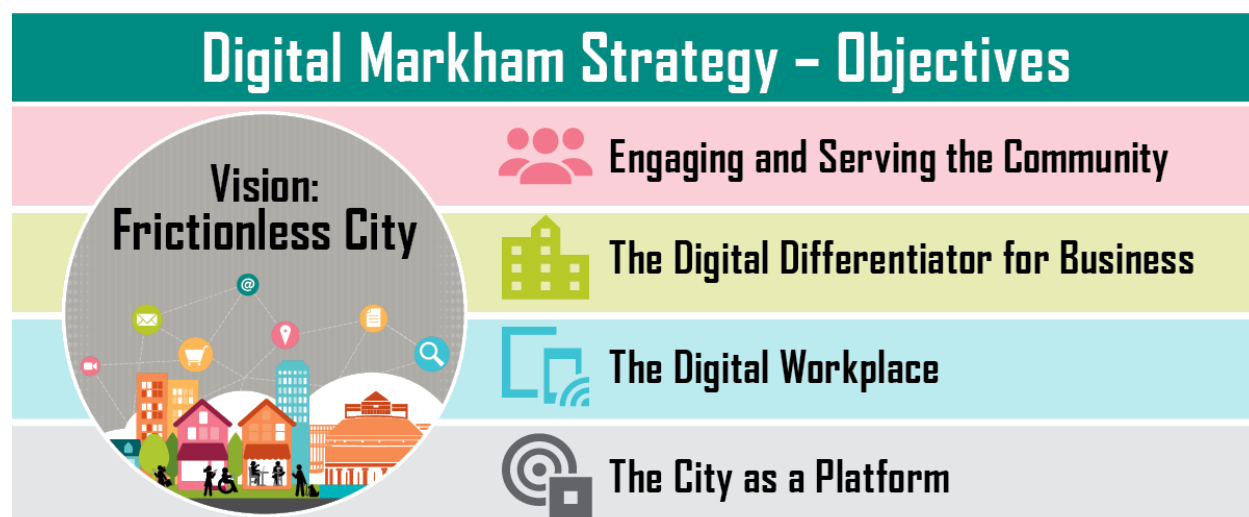 Digital Markham Strategy – Objectives
Vision:
Frictionless City
@
Engaging and Serving the Community
The Digital Differentiator for Business
The Digital Workplace
The City as a Platform